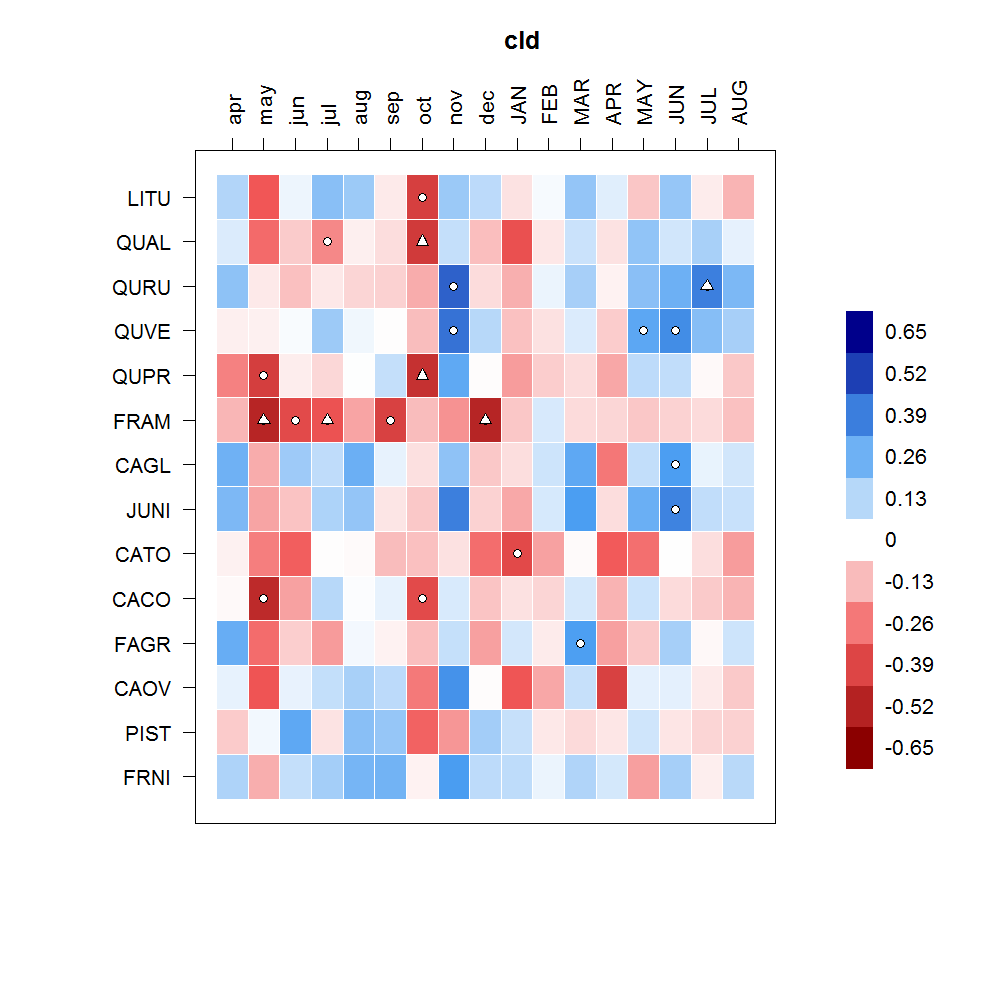 cld
apr may jun jul aug sep oct nov dec JAN FEB MAR APR MAY JUN JUL AUG
LITU
QUAL
QURU
QUVE
QUPR
FRAM
CAGL
JUNI
CATO
CACO
FAGR
CAOV
PIST
FRNI
0.65
0.52
0.39
0.26
0.13
0
-0.13
-0.26
-0.39
-0.52
-0.65